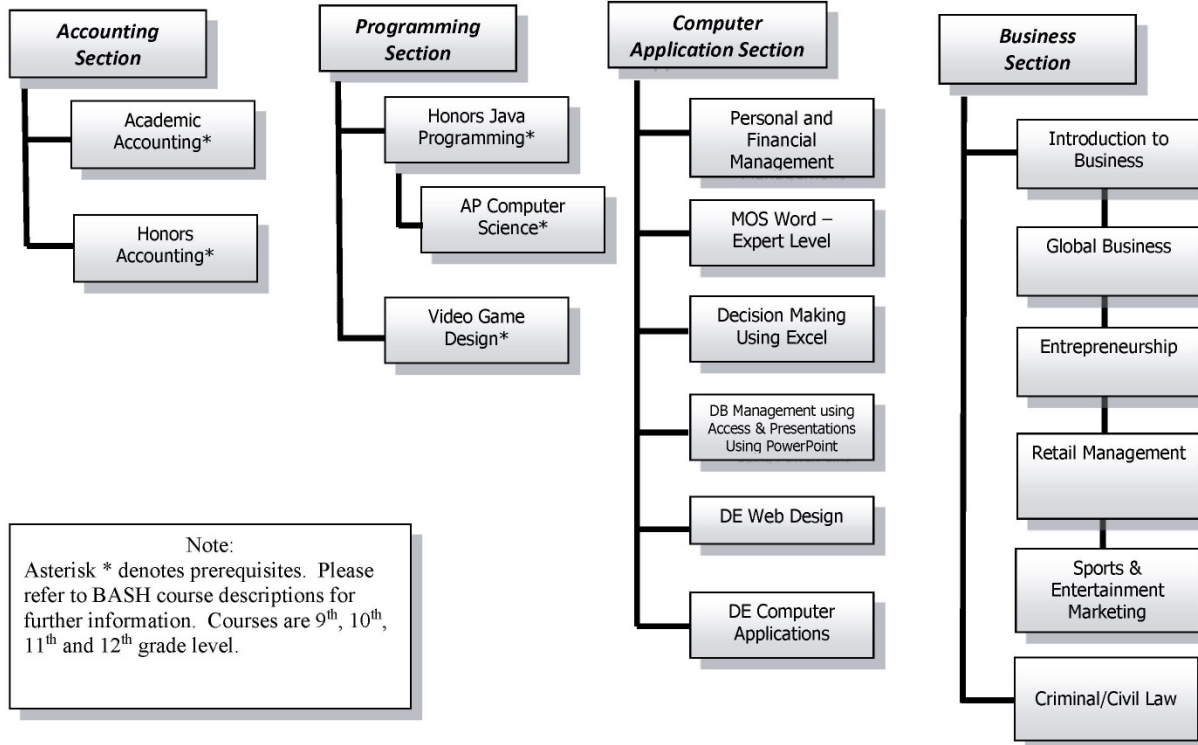 Accounting
Section
Academic
Accounting*
Honors
Accounting*
Programming
Section
Honors Java
Programming*
AP Computer
Science*
Video Game
Design*
Computer
Application Section
Personal and
Financial
Management
MOS Word –
Expert Level
Decision Making
Using Excel
DB Management using
Access & Presentations
Using PowerPoint
DE Web Design
DE Computer
Applications
Business
Section
Introduction to
Business
Global Business
Entrepreneurship
Retail Management
Sports &
Entertainment
Marketing
Criminal/Civil Law
Note:
Asterisk * denotes prerequisites. Please
refer to BASH course descriptions for
further information. Courses are 9th, 10th,
11th and 12th grade level.